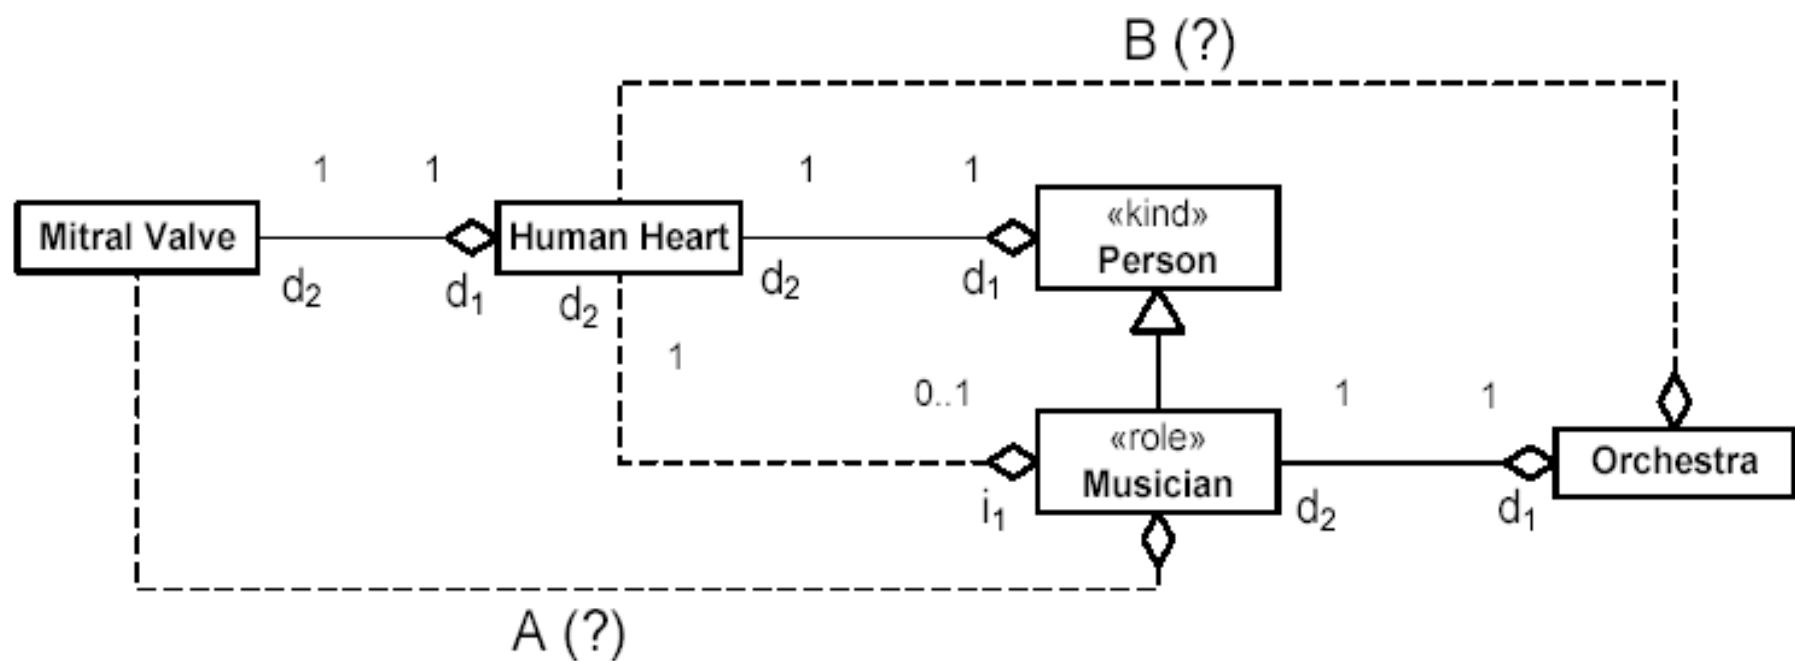 B (?)
1 1 1 1
Mitral Valve
Human Heart
«kind»
Person
d₂ d₁ d₂ d₂ d₁
1
0..1 1 1
«role»
Musician
Orchestra
i₁ d₂ d₁
A (?)